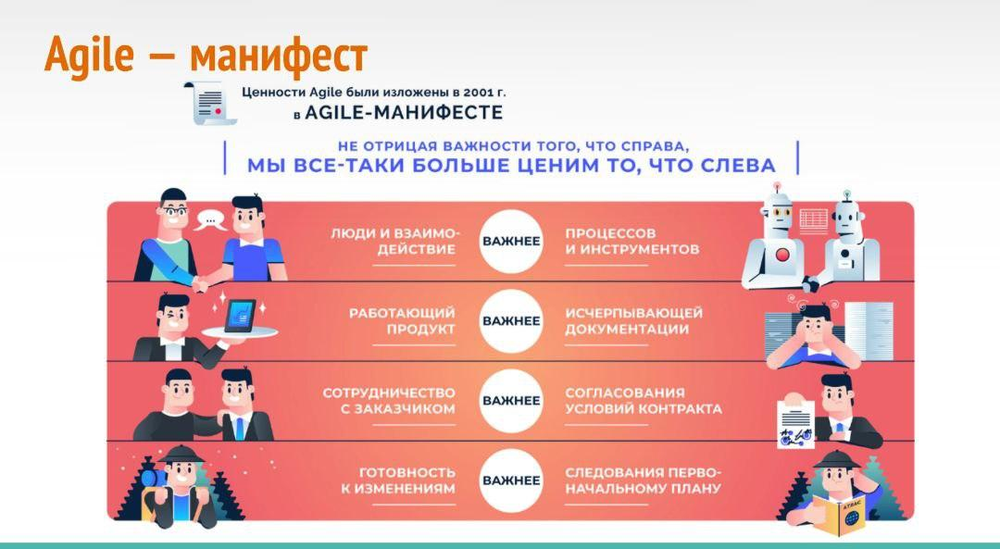 Agile — манифест
Ценности Agile были изложены в 2001 г.
в AGILE-МАНИФЕСТЕ
НЕ ОТРИЦАЯ ВАЖНОСТИ ТОГО, ЧТО СПРАВА,
МЫ ВСЕ-ТАКИ БОЛЬШЕ ЦЕНИМ ТО, ЧТО СЛЕВА
ЛЮДИ И ВЗАИМО-
ДЕЙСТВИЕ
ВАЖНЕЕ
ПРОЦЕССОВ
И ИНСТРУМЕНТОВ
РАБОТАЮЩИЙ
ПРОДУКТ
ВАЖНЕЕ
ИСЧЕРПЫВАЮЩЕЙ
ДОКУМЕНТАЦИИ
СОТРУДНИЧЕСТВО
С ЗАКАЗЧИКОМ
ВАЖНЕЕ
СОГЛАСОВАНИЯ
УСЛОВИЙ КОНТРАКТА
ГОТОВНОСТЬ
К ИЗМЕНЕНИЯМ
ВАЖНЕЕ
СЛЕДОВАНИЯ ПЕРВО-
НАЧАЛЬНОМУ ПЛАНУ
АТЛАС